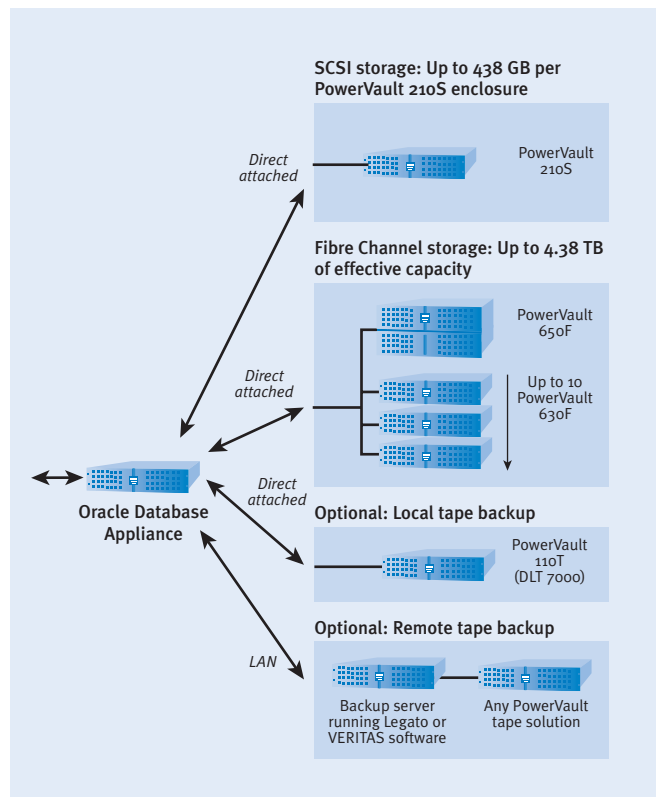 SCSI storage: Up to 438 GB per
PowerVault 210S enclosure
Direct
attached
PowerVault
210S
Fibre Channel storage: Up to 4.38 TB
of effective capacity
PowerVault
650F
Direct
attached
Up to 10
PowerVault
630F
Oracle Database
Appliance
Direct
attached
Optional: Local tape backup
PowerVault
110T
(DLT 7000)
Optional: Remote tape backup
LAN
Backup server
running Legato or
VERITAS software
Any PowerVault
tape solution